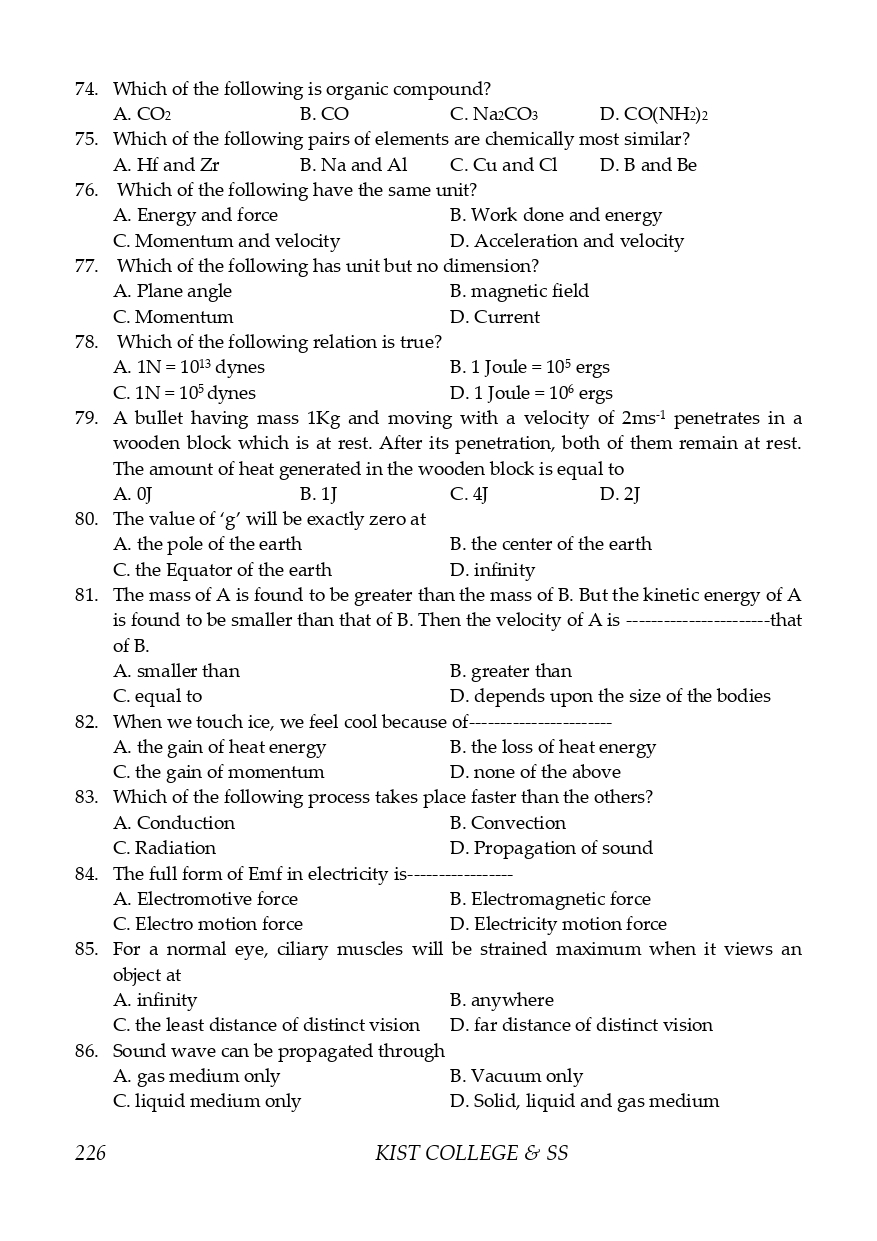 74. Which of the following is organic compound?
A. CO2 B. CO C. Na2CO3 D. CO(NH2)2
75. Which of the following pairs of elements are chemically most similar?
A. Hf and Zr B. Na and Al C. Cu and Cl D. B and Be
76. Which of the following have the same unit?
A. Energy and force B. Work done and energy
C. Momentum and velocity D. Acceleration and velocity
77. Which of the following has unit but no dimension?
A. Plane angle B. magnetic field
C. Momentum D. Current
78. Which of the following relation is true?
A. 1N = 10¹³ dynes B. 1 Joule = 10⁵ ergs
C. 1N = 10⁵ dynes D. 1 Joule = 10⁶ ergs
79. A bullet having mass 1Kg and moving with a velocity of 2ms⁻¹ penetrates in a
wooden block which is at rest. After its penetration, both of them remain at rest.
The amount of heat generated in the wooden block is equal to
A. 0J B. 1J C. 4J D. 2J
80. The value of ‘g’ will be exactly zero at
A. the pole of the earth B. the center of the earth
C. the Equator of the earth D. infinity
81. The mass of A is found to be greater than the mass of B. But the kinetic energy of A
is found to be smaller than that of B. Then the velocity of A is -----------------------that
of B.
A. smaller than B. greater than
C. equal to D. depends upon the size of the bodies
82. When we touch ice, we feel cool because of-----------------------
A. the gain of heat energy B. the loss of heat energy
C. the gain of momentum D. none of the above
83. Which of the following process takes place faster than the others?
A. Conduction B. Convection
C. Radiation D. Propagation of sound
84. The full form of Emf in electricity is-----------------
A. Electromotive force B. Electromagnetic force
C. Electro motion force D. Electricity motion force
85. For a normal eye, ciliary muscles will be strained maximum when it views an
object at
A. infinity B. anywhere
C. the least distance of distinct vision D. far distance of distinct vision
86. Sound wave can be propagated through
A. gas medium only B. Vacuum only
C. liquid medium only D. Solid, liquid and gas medium
226 KIST COLLEGE & SS